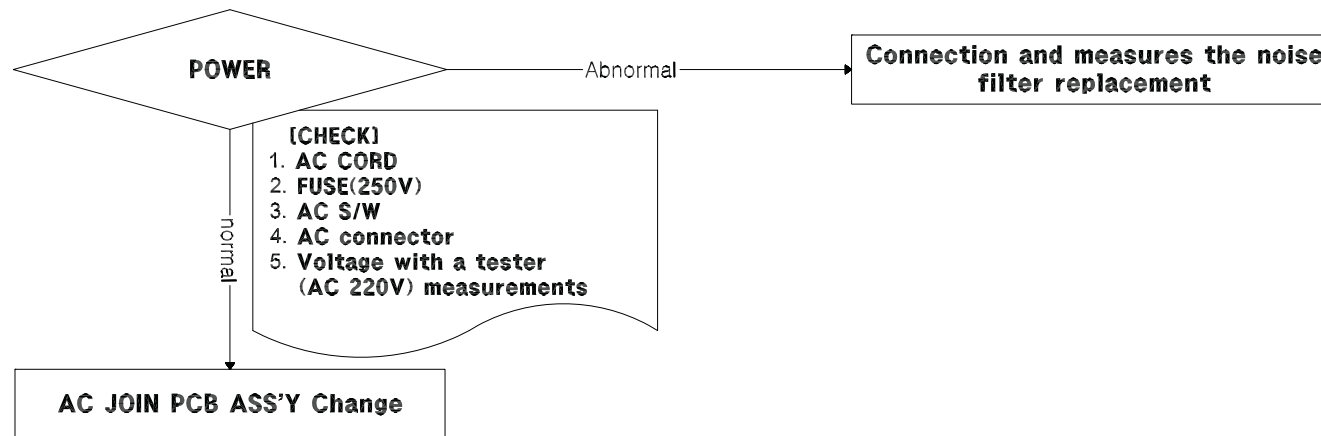 POWER
Abnormal
Connection and measures the noise
filter replacement
[CHECK]
1. AC CORD
2. FUSE(250V)
3. AC S/W
4. AC connector
5. Voltage with a tester
(AC 220V) measurements
normal
AC JOIN PCB ASS'Y Change